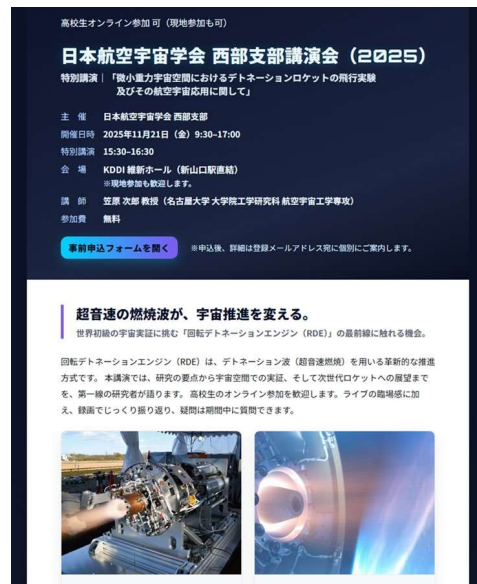 高校生オンライン参加 可（現地参加も可）
日本航空宇宙学会 西部支部講演会（2025）
特別講演｜「微小重力宇宙空間におけるデトネーションロケットの飛行実験
及びその航空宇宙応用に関して」
主　催　日本航空宇宙学会 西部支部
開催日時　2025年11月21日（金）9:30–17:00
特別講演　15:30–16:30
会　場　KDDI 維新ホール（新山口駅直結）
※現地参加も歓迎します。
講　師　笠原 次郎 教授（名古屋大学 大学院工学研究科 航空宇宙工学専攻）
参加費　無料
事前申込フォームを開く　※申込後、詳細は登録メールアドレス宛に個別にご案内します。
超音速の燃焼波が、宇宙推進を変える。
世界初級の宇宙実証に挑む「回転デトネーションエンジン（RDE）」の最前線に触れる機会。
回転デトネーションエンジン（RDE）は、デトネーション波（超音速燃焼）を用いる革新的な推進
方式です。 本講演では、研究の要点から宇宙空間での実証、そして次世代ロケットへの展望まで
を、第一線の研究者が語ります。 高校生のオンライン参加を歓迎します。ライブの臨場感に加
え、録画でじっくり振り返り、疑問は期間中に質問できます。